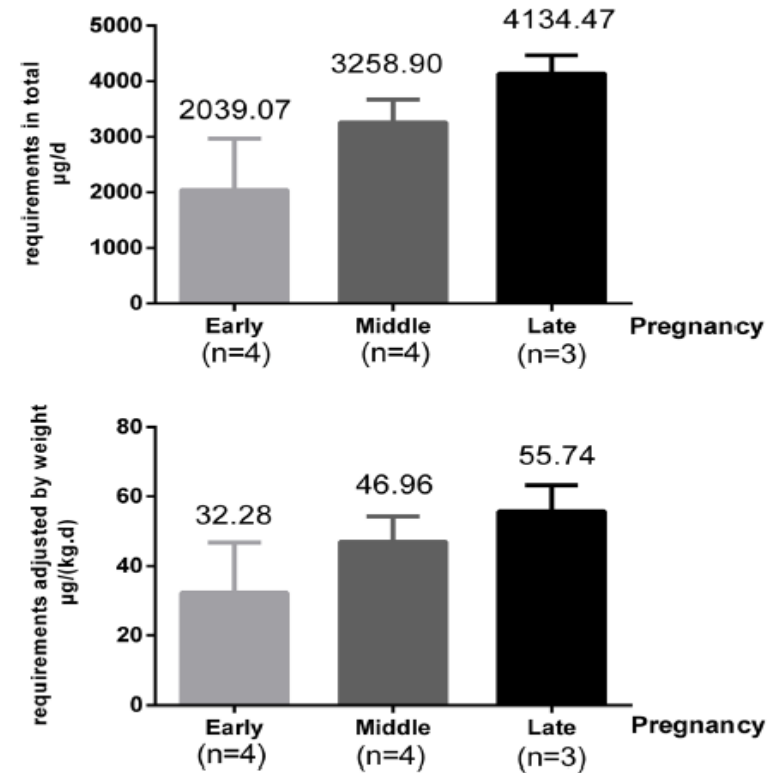 requirements in total
µg/d
5000
4000
3000
2000
1000
0
2039.07
3258.90
4134.47
Early
(n=4)
Middle
(n=4)
Late
(n=3)
Pregnancy
requirements adjusted by weight
µg/(kg.d)
80
60
40
20
0
32.28
46.96
55.74
Early
(n=4)
Middle
(n=4)
Late
(n=3)
Pregnancy